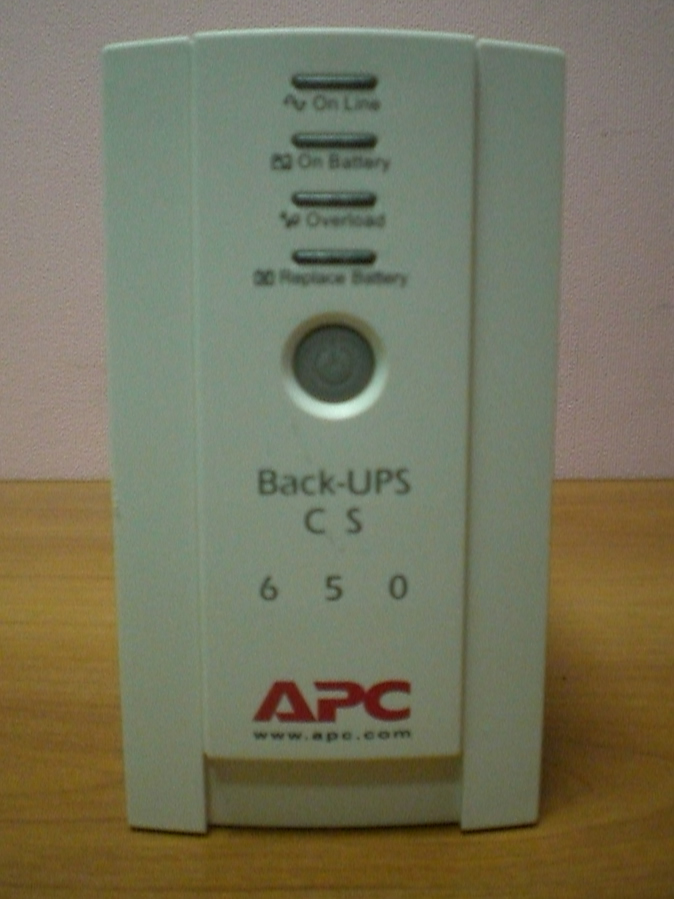 On Line
On Battery
Overload
Replace Battery
Back-UPS
C S
6 5 0
APC
www.apc.com